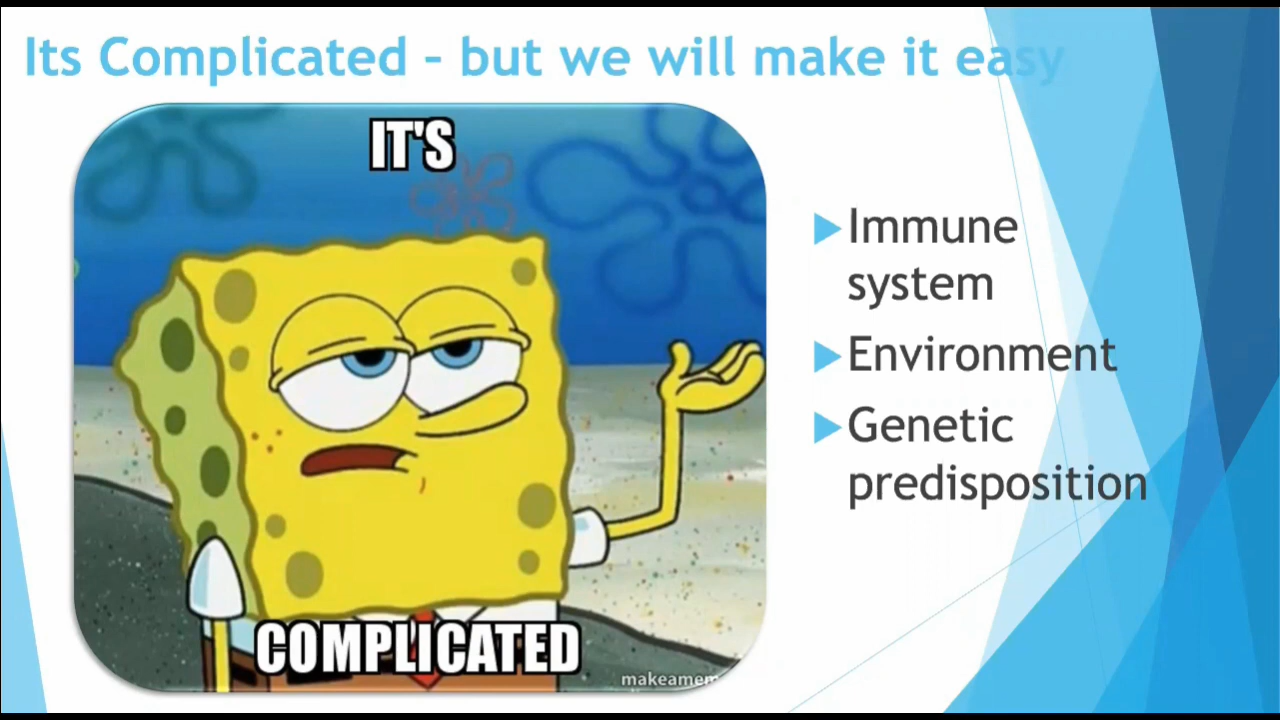 Its Complicated – but we will make it easy
IT'S
COMPLICATED
Immune
system
Environment
Genetic
predisposition